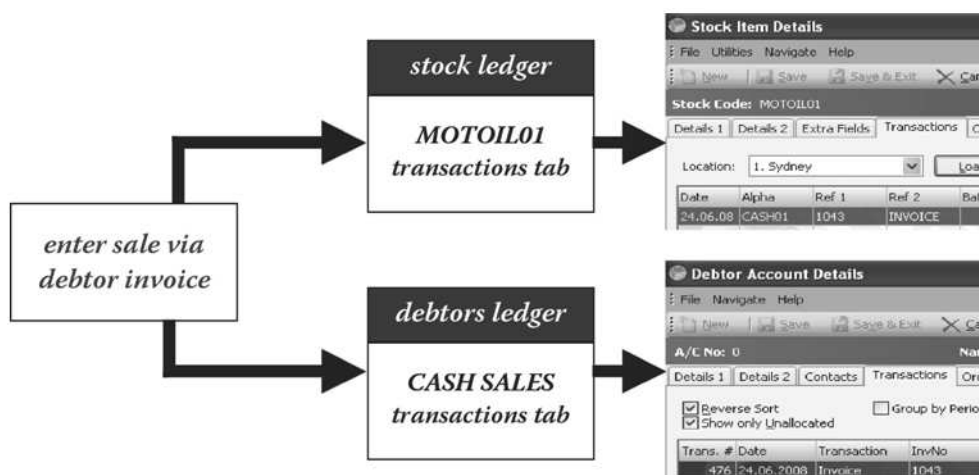 enter sale via
debtor invoice
stock ledger
MOTOIL01
transactions tab
debtors ledger
CASH SALES
transactions tab
Stock Item Details
File Utilities Navigate Help
New Save Save & Exit
Stock Code: MOTOIL01
Details 1 Details 2 Extra Fields Transactions
Location: 1. Sydney
Date Alpha Ref 1 Ref 2
24.06.08 CASH01 1043 INVOICE
Debtor Account Details
File Navigate Help
New Save Save & Exit
A/C No: 0
Details 1 Details 2 Contacts Transactions
Reverse Sort Group by
Show only Unallocated
Trans. # Date Transaction InvNo
476 24.06.2008 Invoice 1043